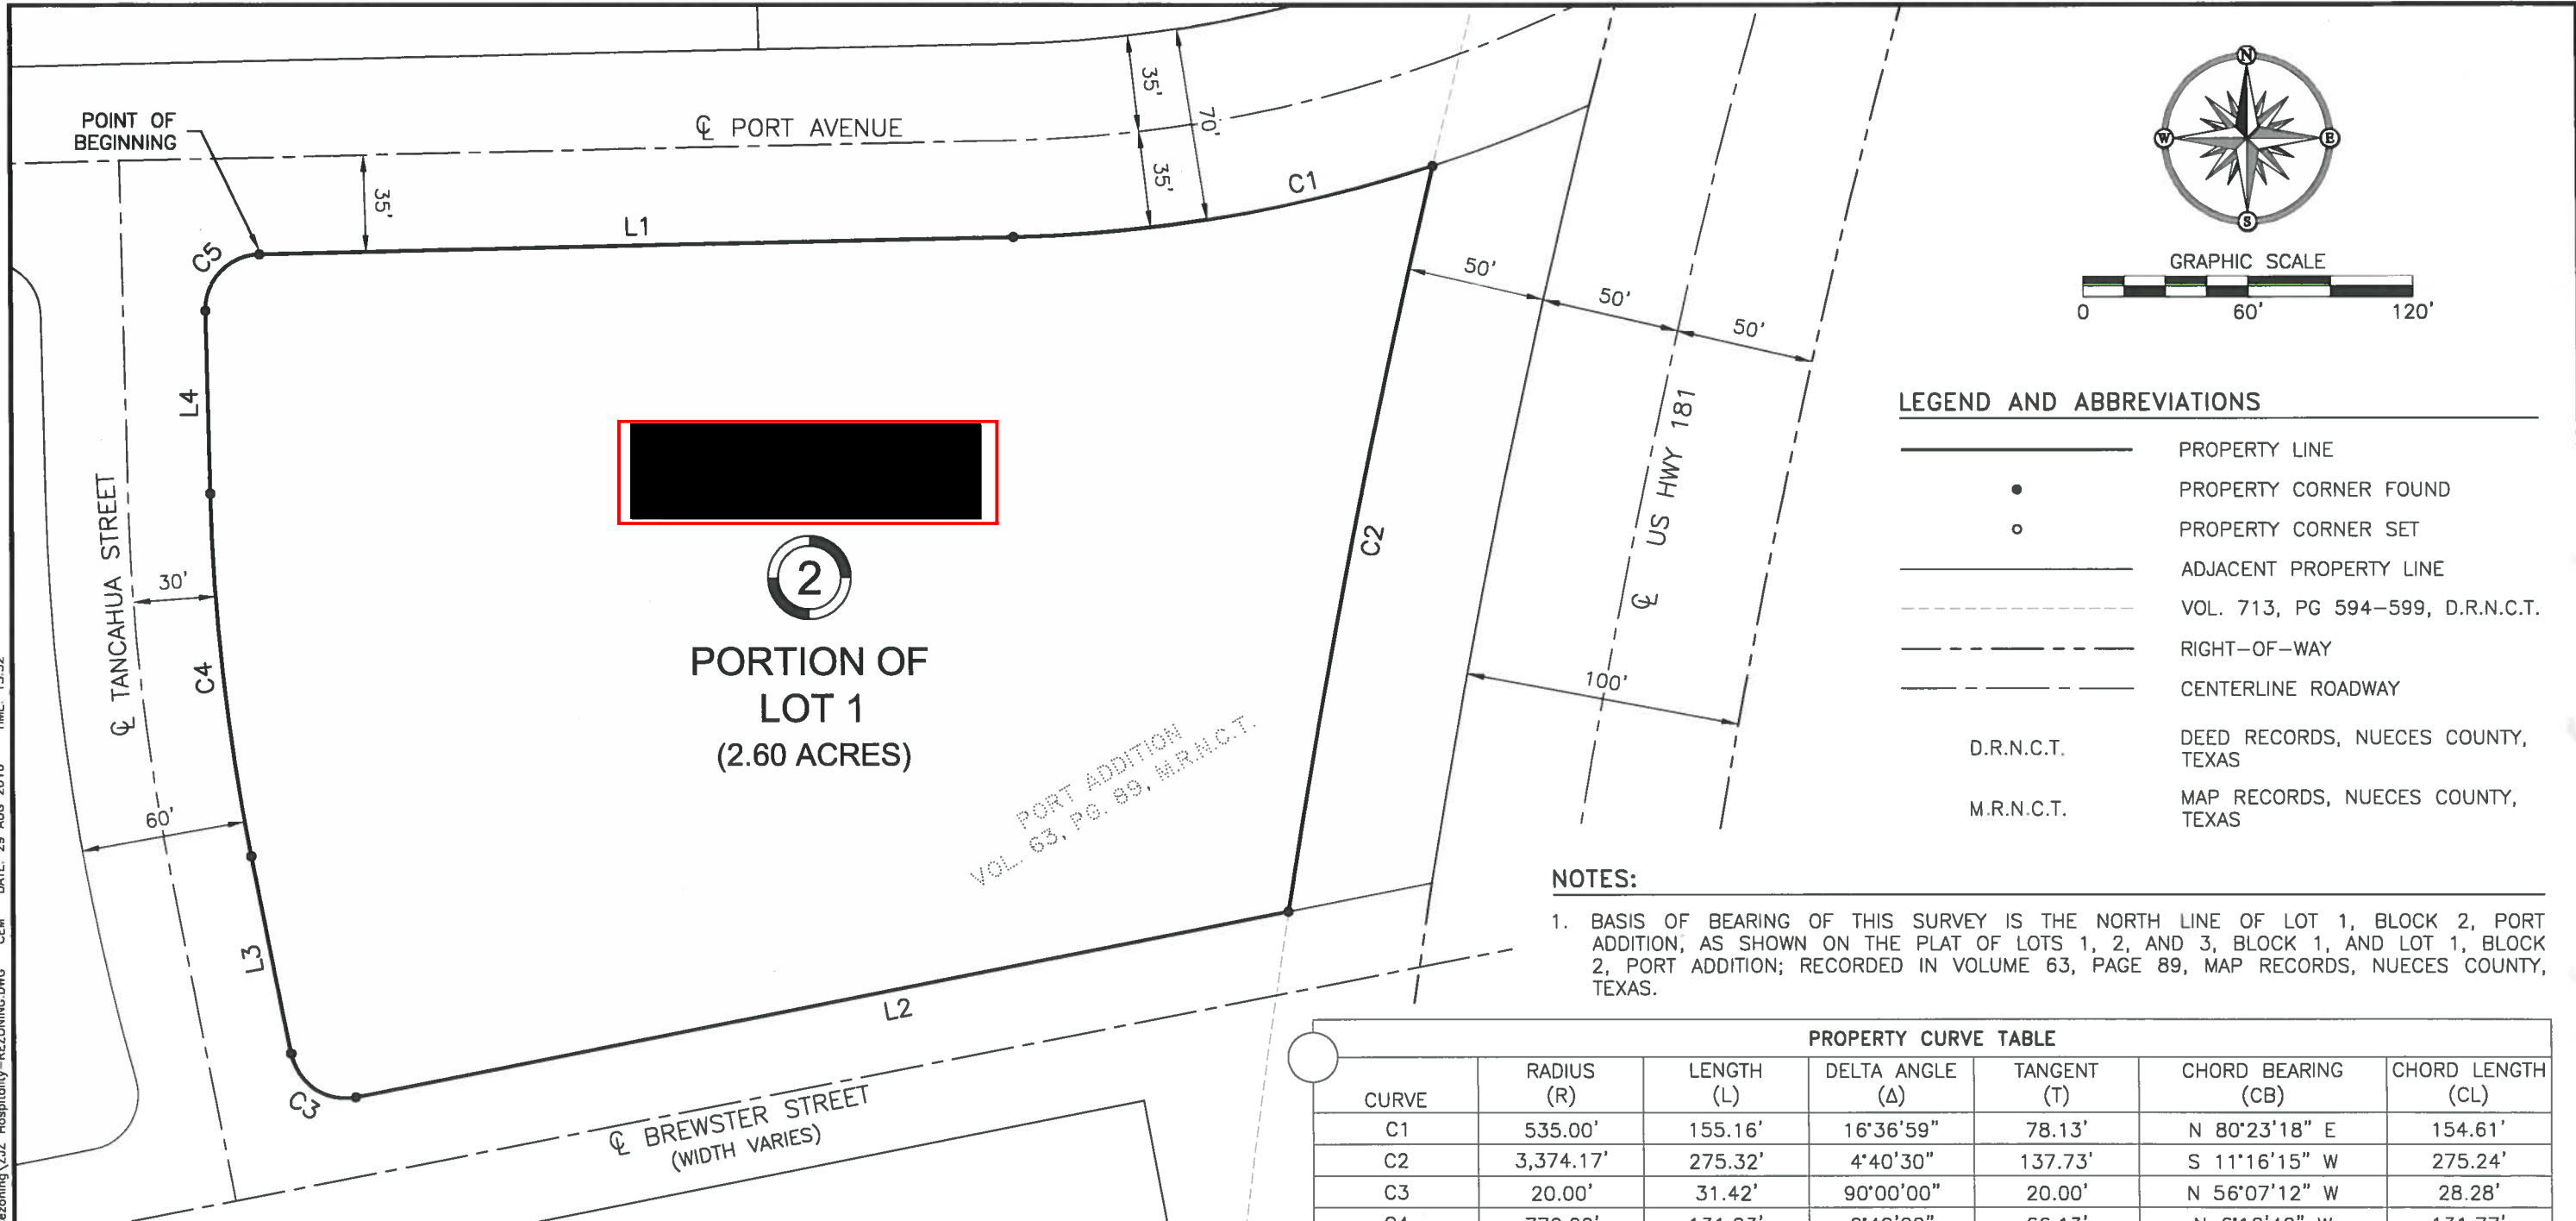 POINT OF
BEGINNING
℄ PORT AVENUE
35'
35'
35'
70'
C1
L1
C5
L4
℄ TANCAHUA STREET
30'
C4
60'
L3
C3
L2
C2
2
PORTION OF
LOT 1
(2.60 ACRES)
PORT ADDITION
VOL. 63, PG. 89, M.R.N.C.T.
℄ BREWSTER STREET
(WIDTH VARIES)
50'
50'
50'
℄ US HWY 181
100'
N
W
E
S
GRAPHIC SCALE
0 60' 120'
LEGEND AND ABBREVIATIONS
PROPERTY LINE
PROPERTY CORNER FOUND
PROPERTY CORNER SET
ADJACENT PROPERTY LINE
VOL. 713, PG 594-599, D.R.N.C.T.
RIGHT-OF-WAY
CENTERLINE ROADWAY
D.R.N.C.T. DEED RECORDS, NUECES COUNTY,
TEXAS
M.R.N.C.T. MAP RECORDS, NUECES COUNTY,
TEXAS
NOTES:
1. BASIS OF BEARING OF THIS SURVEY IS THE NORTH LINE OF LOT 1, BLOCK 2, PORT
ADDITION, AS SHOWN ON THE PLAT OF LOTS 1, 2, AND 3, BLOCK 1, AND LOT 1, BLOCK
2, PORT ADDITION; RECORDED IN VOLUME 63, PAGE 89, MAP RECORDS, NUECES COUNTY,
TEXAS.
PROPERTY CURVE TABLE
CURVE RADIUS (R) LENGTH (L) DELTA ANGLE (Δ) TANGENT (T) CHORD BEARING (CB) CHORD LENGTH (CL)
C1 535.00' 155.16' 16°36'59" 78.13' N 80°23'18" E 154.61'
C2 3,374.17' 275.32' 4°40'30" 137.73' S 11°16'15" W 275.24'
C3 20.00' 31.42' 90°00'00" 20.00' N 56°07'12" W 28.28'